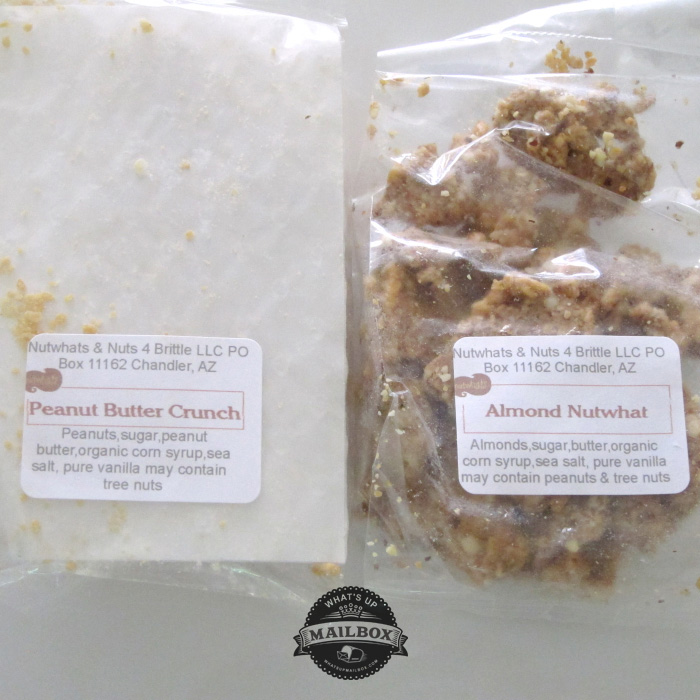 Nutwhats & Nuts 4 Brittle LLC PO
Box 11162 Chandler, AZ
Peanut Butter Crunch
Peanuts,sugar,peanut
butter,organic corn syrup,sea
salt, pure vanilla may contain
tree nuts
Nutwhats & Nuts 4 Brittle LLC PO
Box 11162 Chandler, AZ
Almond Nutwhat
Almonds,sugar,butter,organic
corn syrup,sea salt, pure vanilla
may contain peanuts & tree nuts
WHAT'S UP
MAILBOX
WHATSUPMAILBOX.COM